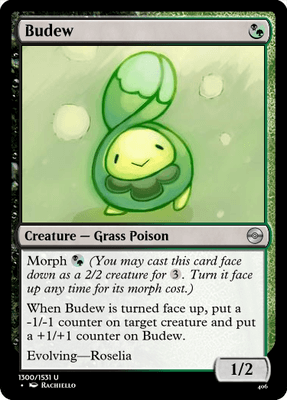 Budew
Creature — Grass Poison
Morph (You may cast this card face
down as a 2/2 creature for 3. Turn it face
up any time for its morph cost.)
When Budew is turned face up, put a
-1/-1 counter on target creature and put
a +1/+1 counter on Budew.
Evolving—Roselia
1/2
1300/1531 U
• Rachiello
406